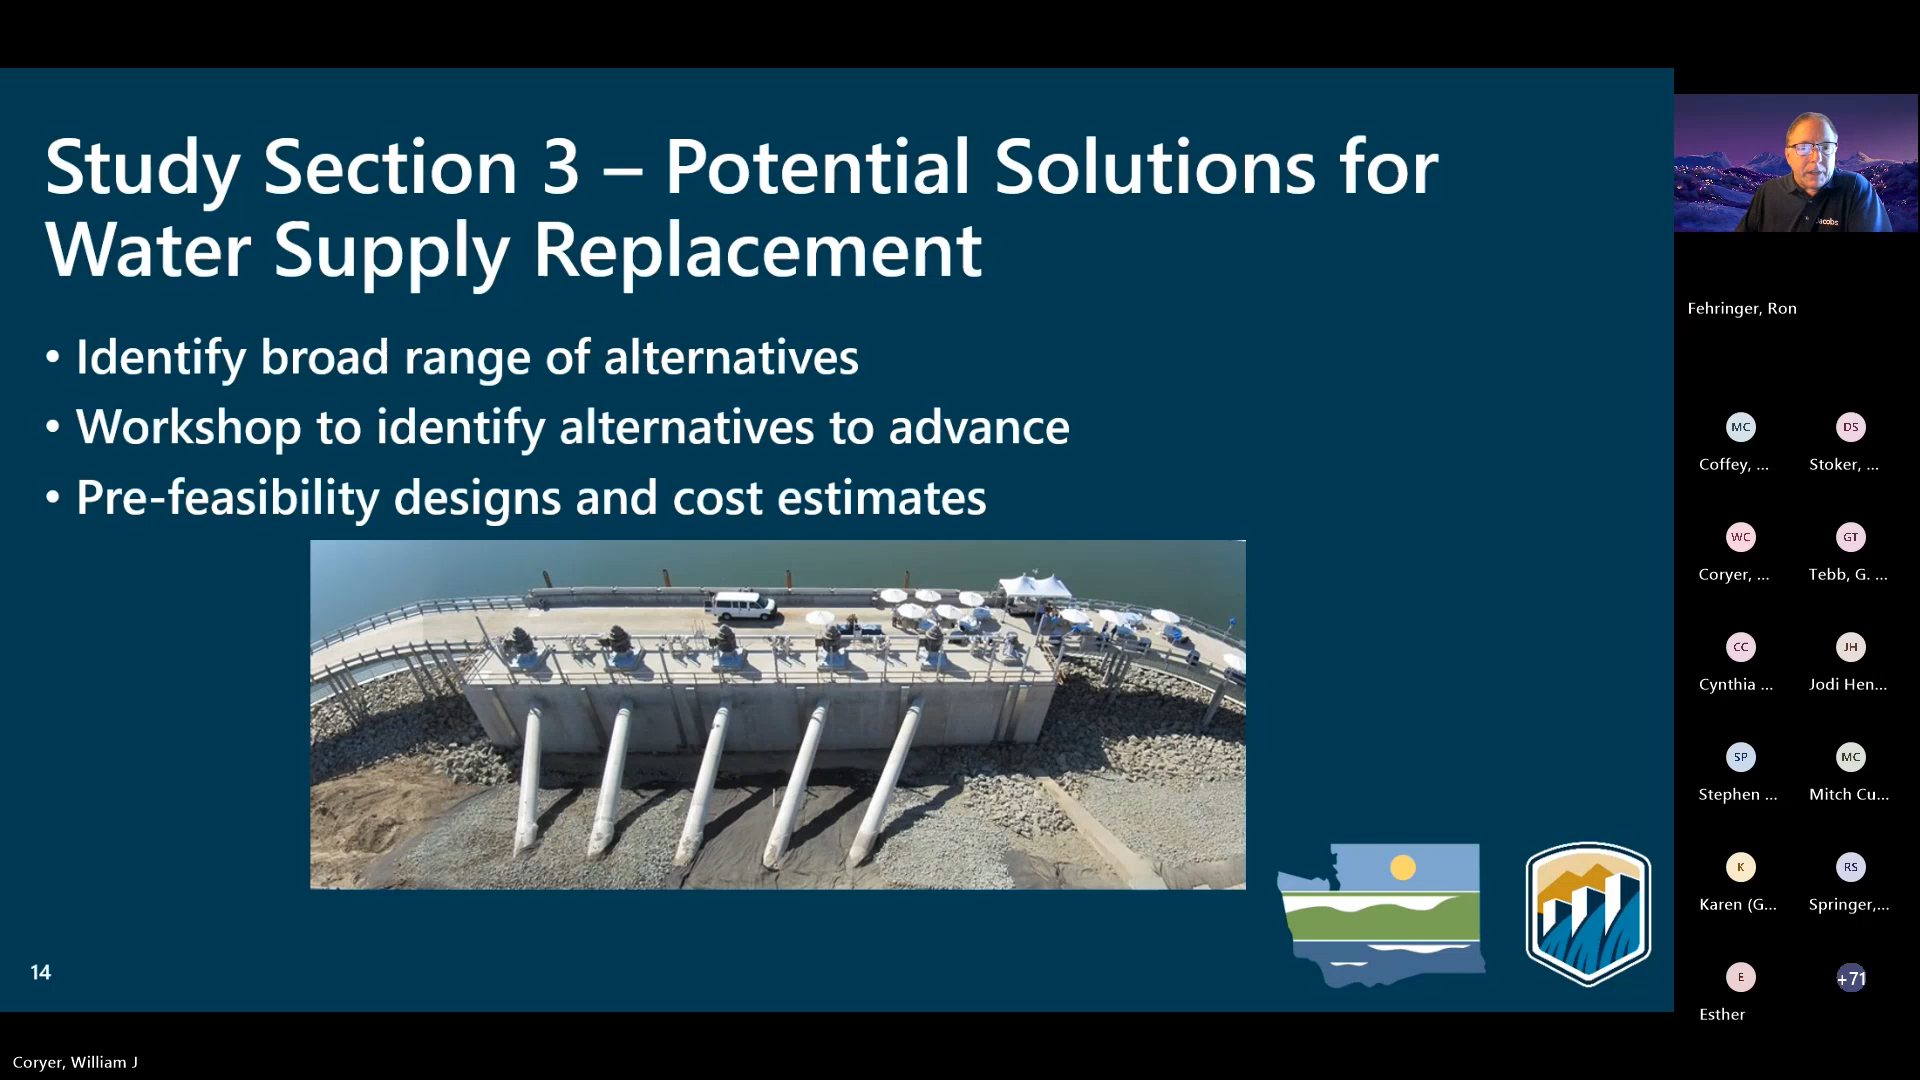 Study Section 3 – Potential Solutions for
Water Supply Replacement
• Identify broad range of alternatives
• Workshop to identify alternatives to advance
• Pre-feasibility designs and cost estimates
14
Jacobs
Fehringer, Ron
MC
DS
Coffey, ...
Stoker, ...
WC
GT
Coryer, ...
Tebb, G. ...
CC
JH
Cynthia ...
Jodi Hen...
SP
MC
Stephen ...
Mitch Cu...
K
RS
Karen (G...
Springer,...
E
+71
Esther
Coryer, William J